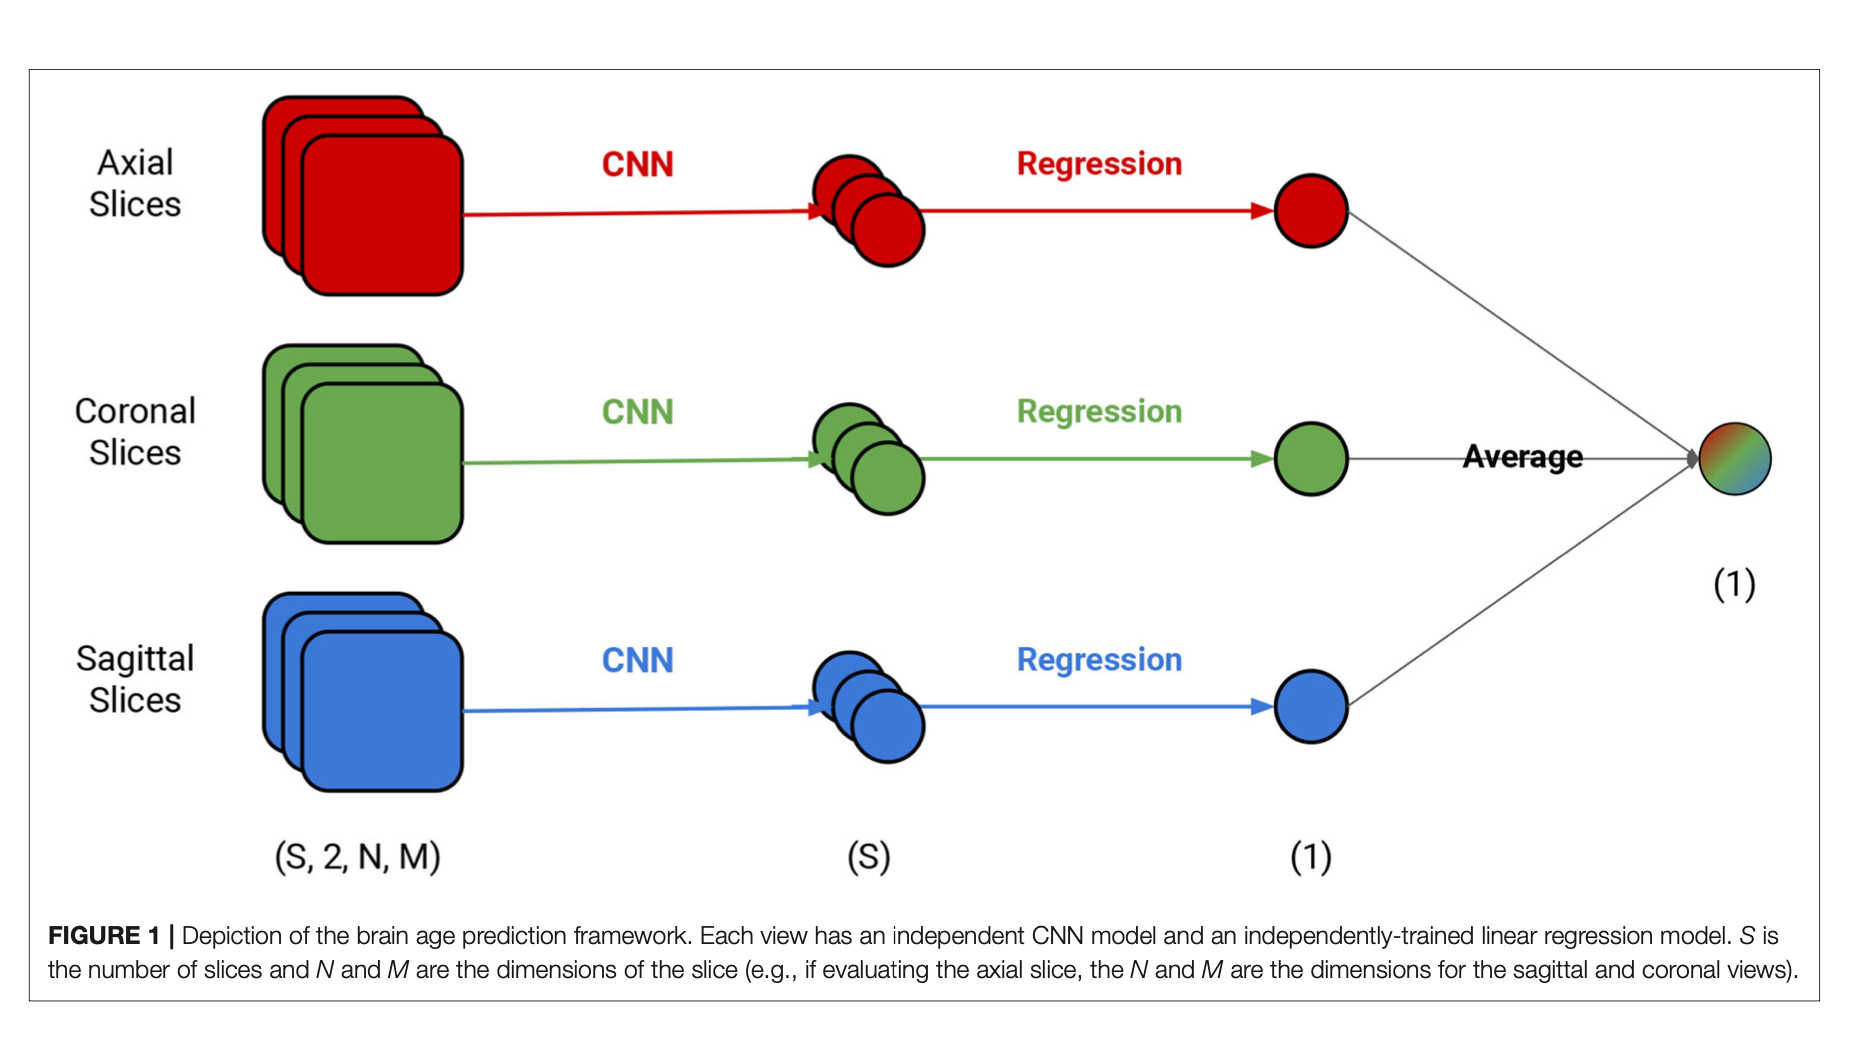 Axial
Slices
CNN
Regression
Coronal
Slices
CNN
Regression
Average
(1)
Sagittal
Slices
CNN
Regression
(S, 2, N, M)
(S)
(1)
FIGURE 1 | Depiction of the brain age prediction framework. Each view has an independent CNN model and an independently-trained linear regression model. S is
the number of slices and N and M are the dimensions of the slice (e.g., if evaluating the axial slice, the N and M are the dimensions for the sagittal and coronal views).